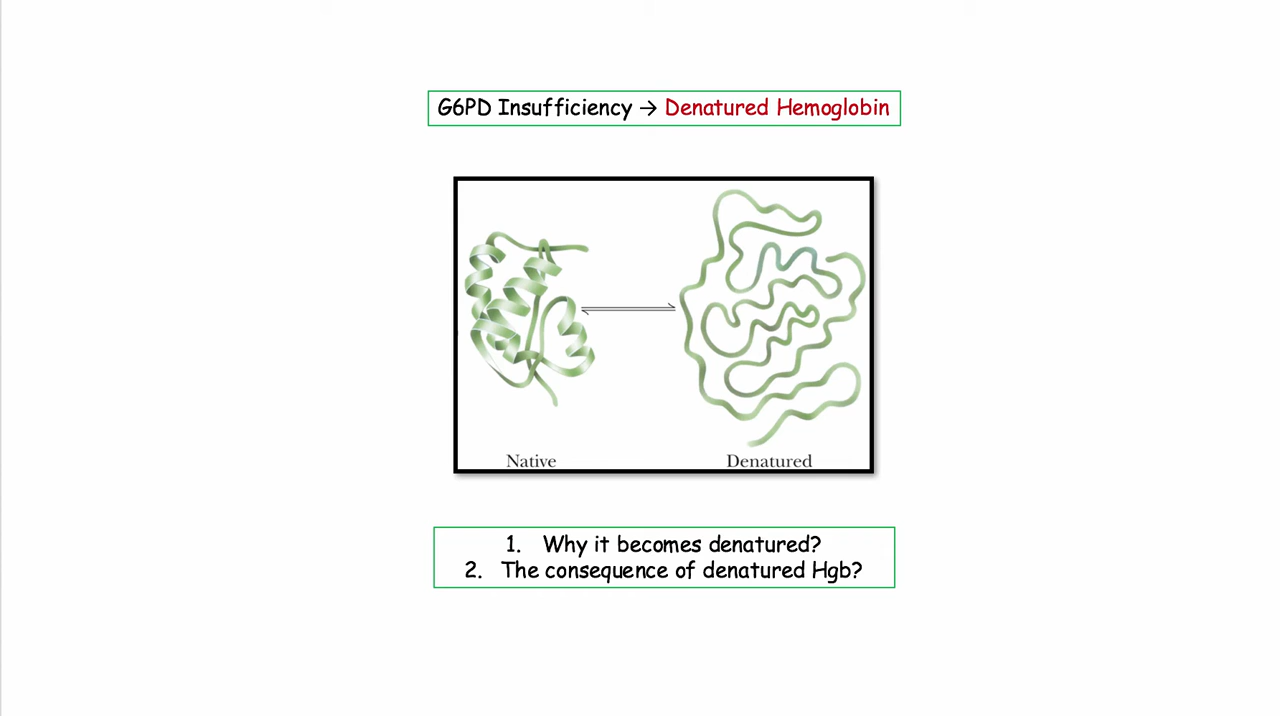 G6PD Insufficiency → Denatured Hemoglobin
Native
Denatured
1. Why it becomes denatured?
2. The consequence of denatured Hgb?